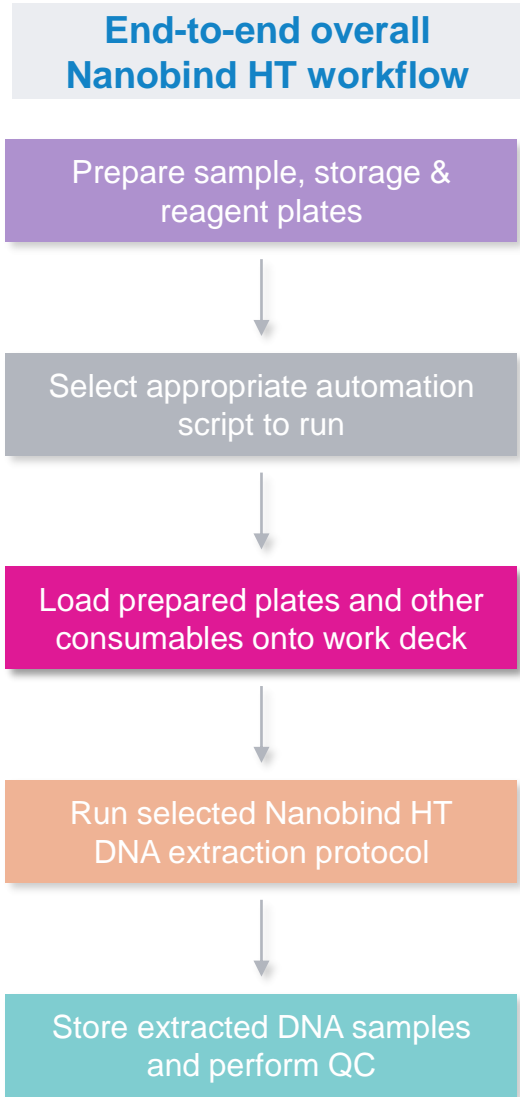 End-to-end overall
Nanobind HT workflow
Prepare sample, storage &
reagent plates
Select appropriate automation
script to run
Load prepared plates and other
consumables onto work deck
Run selected Nanobind HT
DNA extraction protocol
Store extracted DNA samples
and perform QC